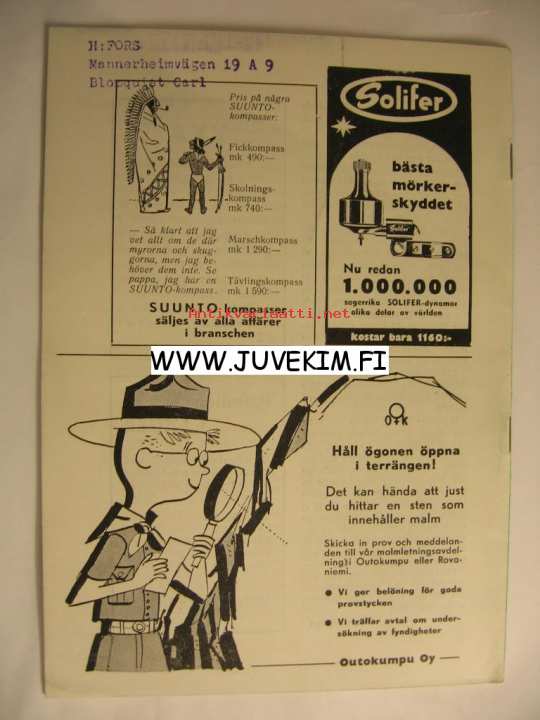 H:FORS
Mannerheimvägen 19 A 9
Blomquist Carl
Pris på några
SUUNTO-
kompasser:
Fickkompass
mk 490:—
Skolnings-
kompass
mk 740:—
— Så klart att jag
vet allt om de där
myrorna och skug-
gorna, men jag be-
höver dem inte. Se
pappa, jag har en
SUUNTO-kompass.
Marschkompass
mk 1 290:—
Tävlingskompass
mk 1 590:—
SUUNTO-kompasser
säljes av alla affärer
i branschen
Solifer
bästa
mörker-
skyddet
Solifer
Nu redan
1.000.000
segerrika SOLIFER-dynamor
olika delar av världen
kostar bara 1160:-
Antikvariaatti.net
WWW.JUVEKIM.FI
OK
Håll ögonen öppna
i terrängen!
Det kan hända att just
du hittar en sten som
innehåller malm
Skicka in prov och meddelan-
den till vår malmletningsavdel-
ning i Outokumpu eller Rova-
niemi.
● Vi ger belöning för goda
provstycken
● Vi träffar avtal om under-
sökning av fyndigheter
Outokumpu Oy